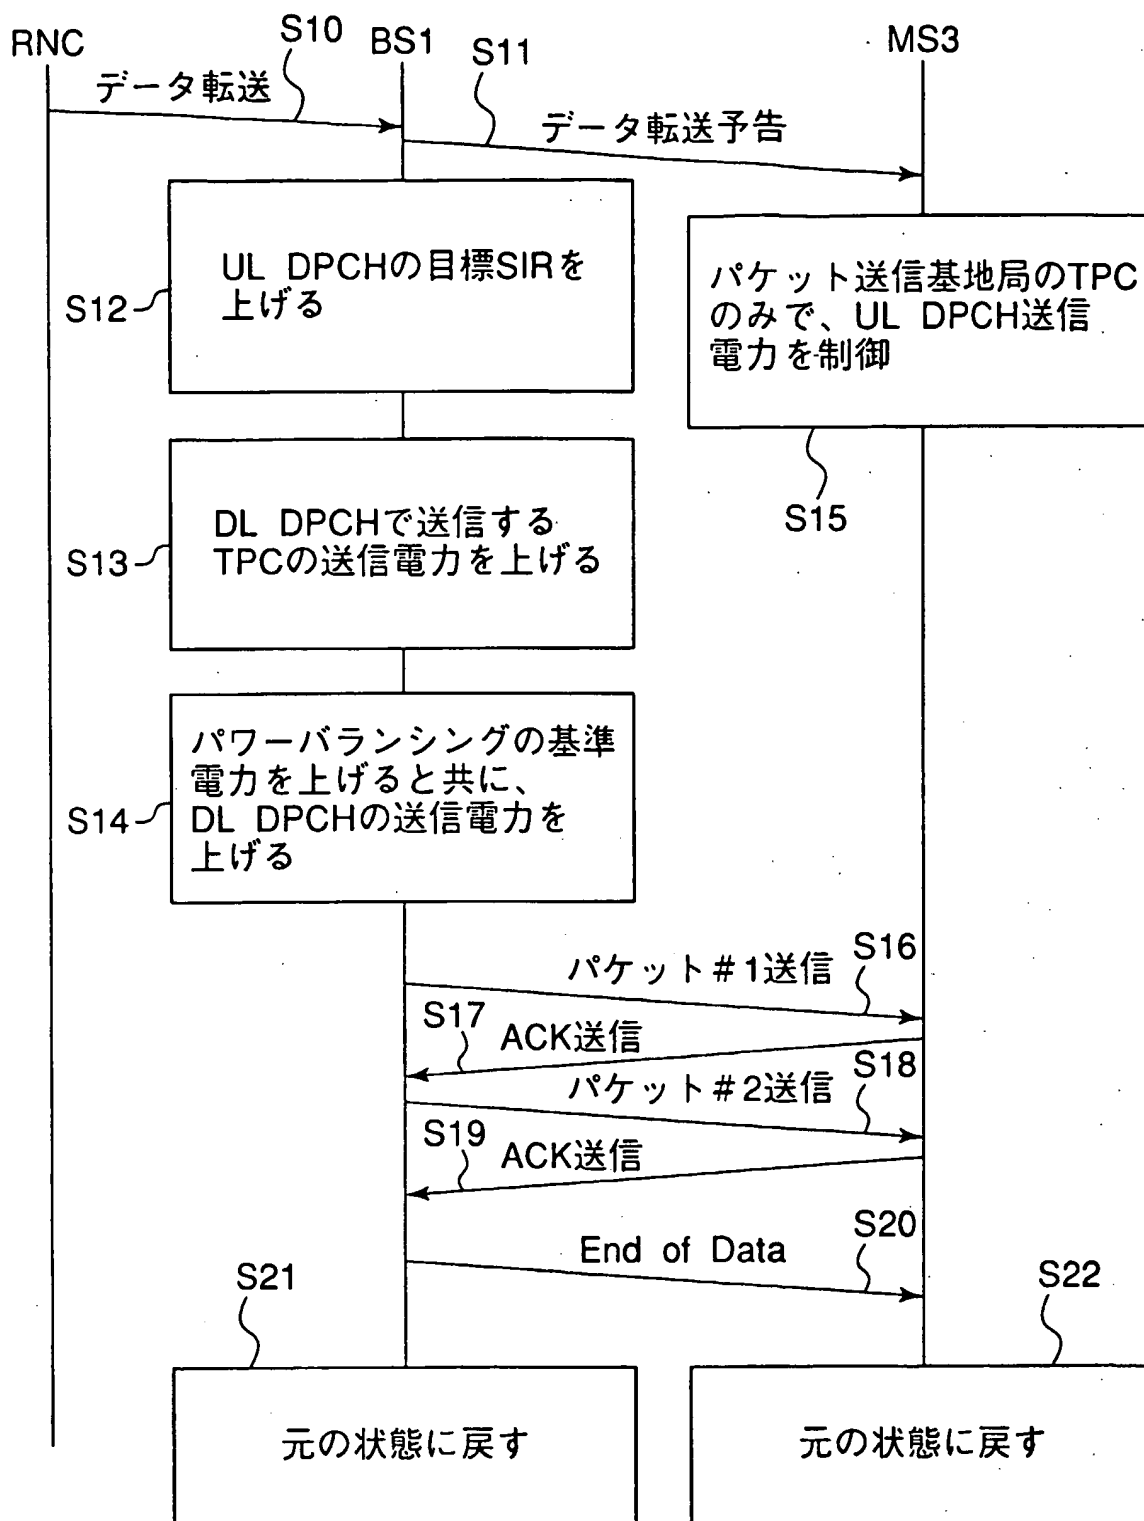 RNC
S10
BS1
S11
MS3
データ転送
データ転送予告
UL DPCHの目標SIRを
上げる
S12
パケット送信基地局のTPC
のみで、UL DPCH送信
電力を制御
S15
DL DPCHで送信する
TPCの送信電力を上げる
S13
パワーバランシングの基準
電力を上げると共に、
DL DPCHの送信電力を
上げる
S14
パケット#1送信
S16
S17
ACK送信
パケット#2送信
S18
S19
ACK送信
End of Data
S20
S21
S22
元の状態に戻す
元の状態に戻す